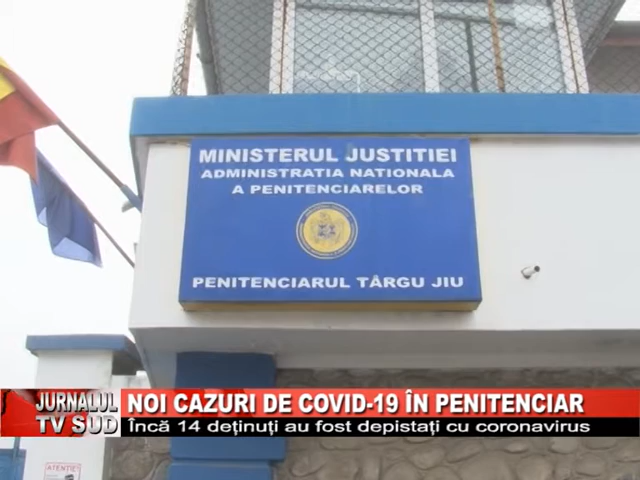 MINISTERUL JUSTITIEI
ADMINISTRATIA NATIONALA
A PENITENCIARELOR
PENITENCIARUL TÂRGU JIU
JURNALUL
TV SUD
NOI CAZURI DE COVID-19 ÎN PENITENCIAR
Încă 14 deținuți au fost depistați cu coronavirus
ATENȚIE